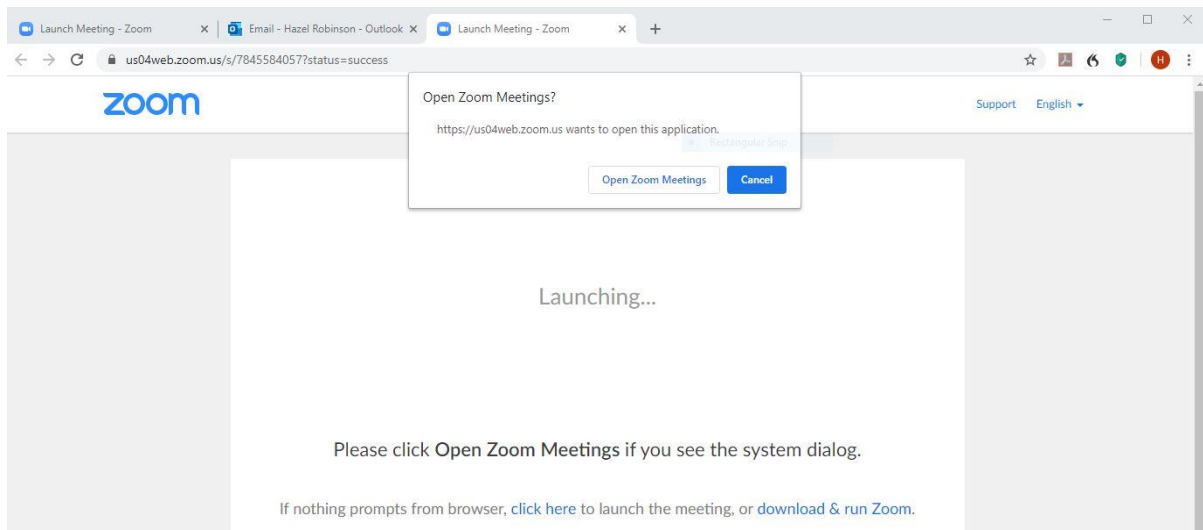 Launch Meeting - Zoom
Email - Hazel Robinson - Outlook
Launch Meeting - Zoom
us04web.zoom.us/s/7845584057?status=success
H
zoom
Support English
Open Zoom Meetings?
https://us04web.zoom.us wants to open this application.
Rectangular Snip
Open Zoom Meetings Cancel
Launching...
Please click Open Zoom Meetings if you see the system dialog.
If nothing prompts from browser, click here to launch the meeting, or download & run Zoom.